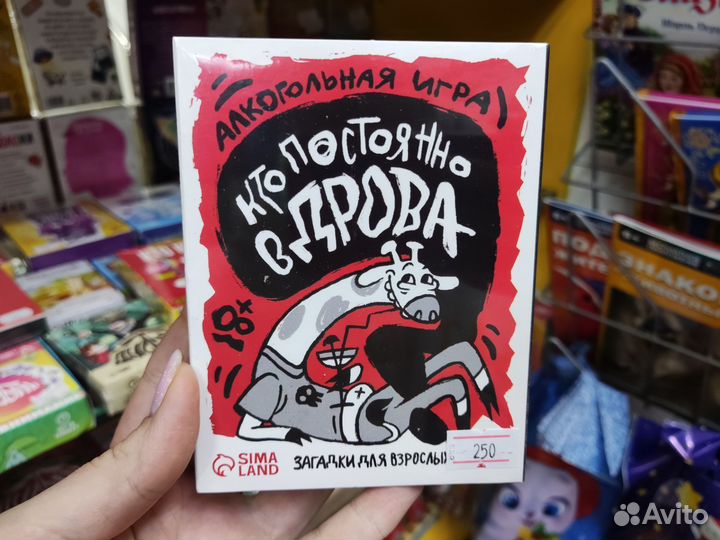 АЛКОГОЛЬНАЯ ИГРА
КТО ПОСТОЯННО
В ДРОВА
18+
SIMA
LAND
ЗАГАДКИ ДЛЯ ВЗРОСЛЫХ
250
Avito